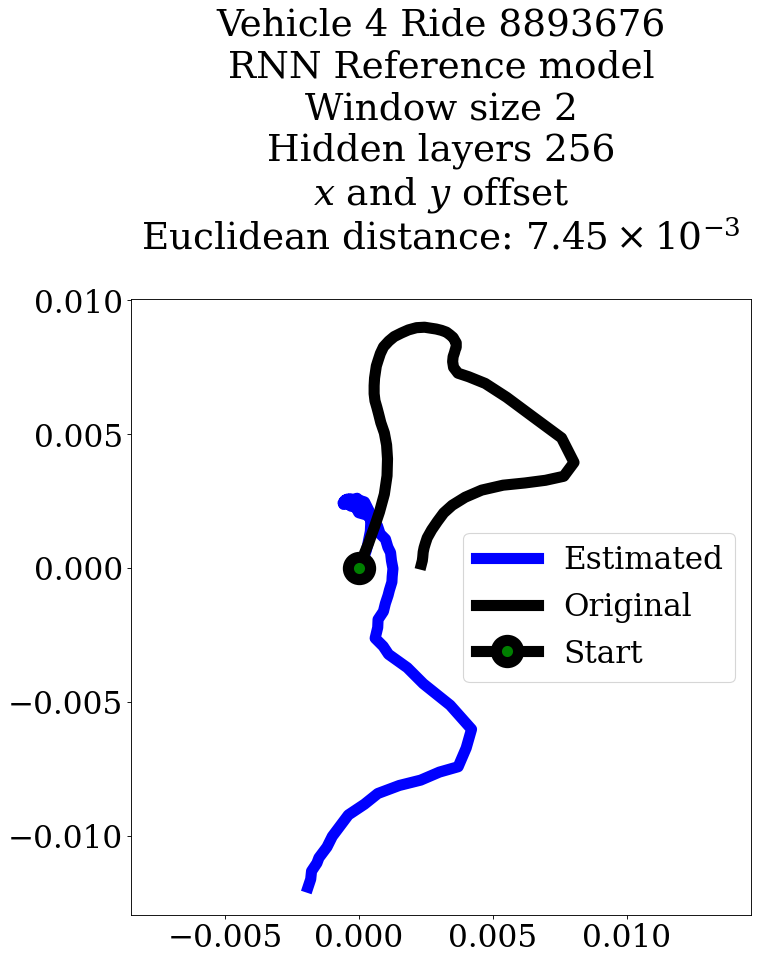 Vehicle 4 Ride 8893676
RNN Reference model
Window size 2
Hidden layers 256
x and y offset
Euclidean distance: 7.45 × 10⁻³
0.010
0.005
0.000
−0.005
−0.010
Estimated
Original
Start
−0.005 0.000 0.005 0.010